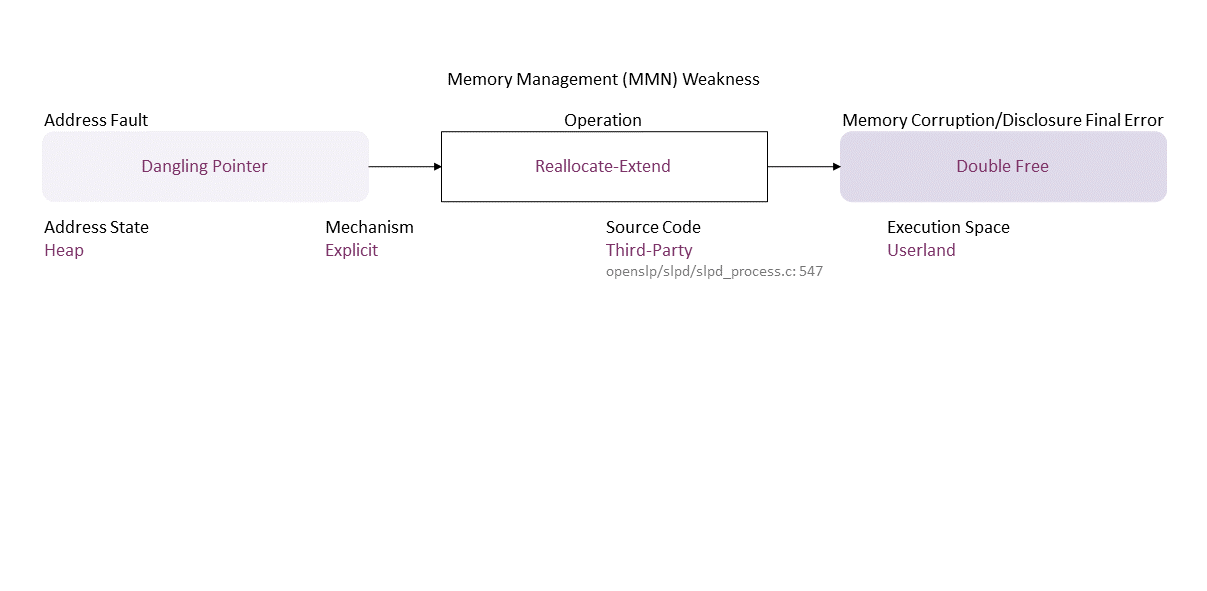 Memory Management (MMN) Weakness
Address Fault
Operation
Memory Corruption/Disclosure Final Error
Dangling Pointer
Reallocate-Extend
Double Free
Address State
Mechanism
Source Code
Execution Space
Heap
Explicit
Third-Party
Userland
openslp/slpd/slpd_process.c: 547